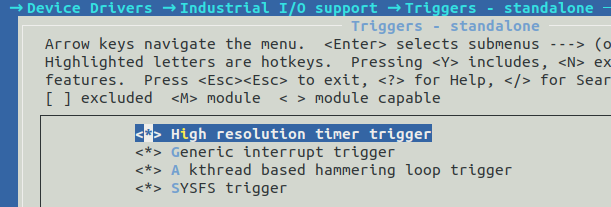 → Device Drivers → Industrial I/O support → Triggers - standalone
Triggers - standalone
Arrow keys navigate the menu. <Enter> selects submenus ---> (o
Highlighted letters are hotkeys. Pressing <Y> includes, <N> ex
features. Press <Esc><Esc> to exit, <?> for Help, </> for Sear
[ ] excluded <M> module < > module capable
<*> High resolution timer trigger
<*> Generic interrupt trigger
<*> A kthread based hammering loop trigger
<*> SYSFS trigger